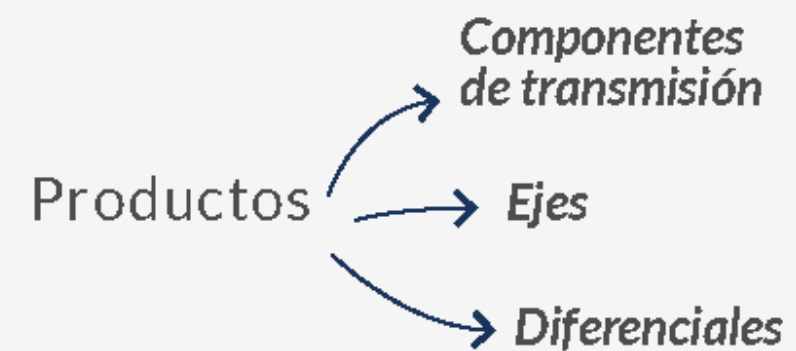 Componentes
de transmisión
Productos
Ejes
Diferenciales